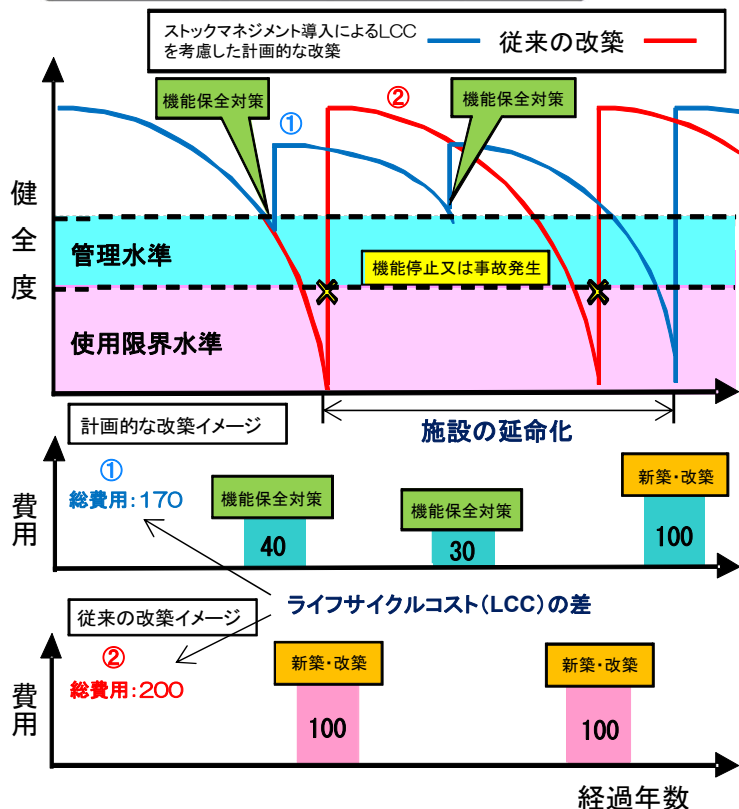 ストックマネジメント導入によるLCC
を考慮した計画的な改築
従来の改築
機能保全対策
①
②
機能保全対策
健全度
管理水準
機能停止又は事故発生
使用限界水準
計画的な改築イメージ
施設の延命化
費用
①
総費用：170
機能保全対策
40
機能保全対策
30
新築・改築
100
ライフサイクルコスト（LCC）の差
従来の改築イメージ
費用
②
総費用：200
新築・改築
100
新築・改築
100
経過年数